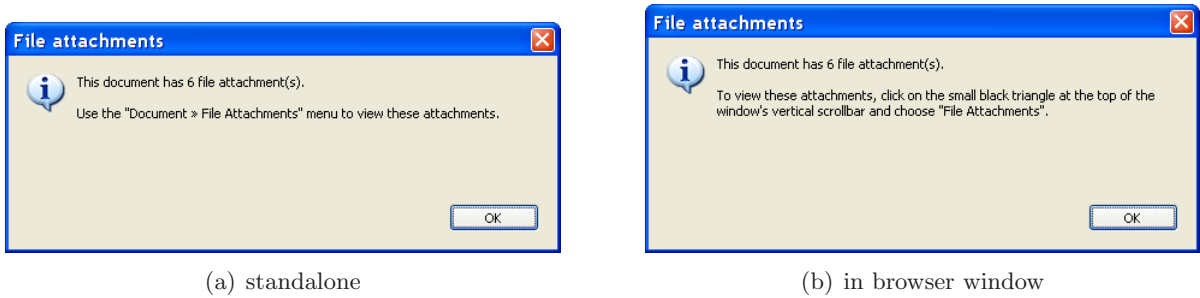 File attachments
This document has 6 file attachment(s).
Use the "Document » File Attachments" menu to view these attachments.
OK
(a) standalone
File attachments
This document has 6 file attachment(s).
To view these attachments, click on the small black triangle at the top of the
window's vertical scrollbar and choose "File Attachments".
OK
(b) in browser window